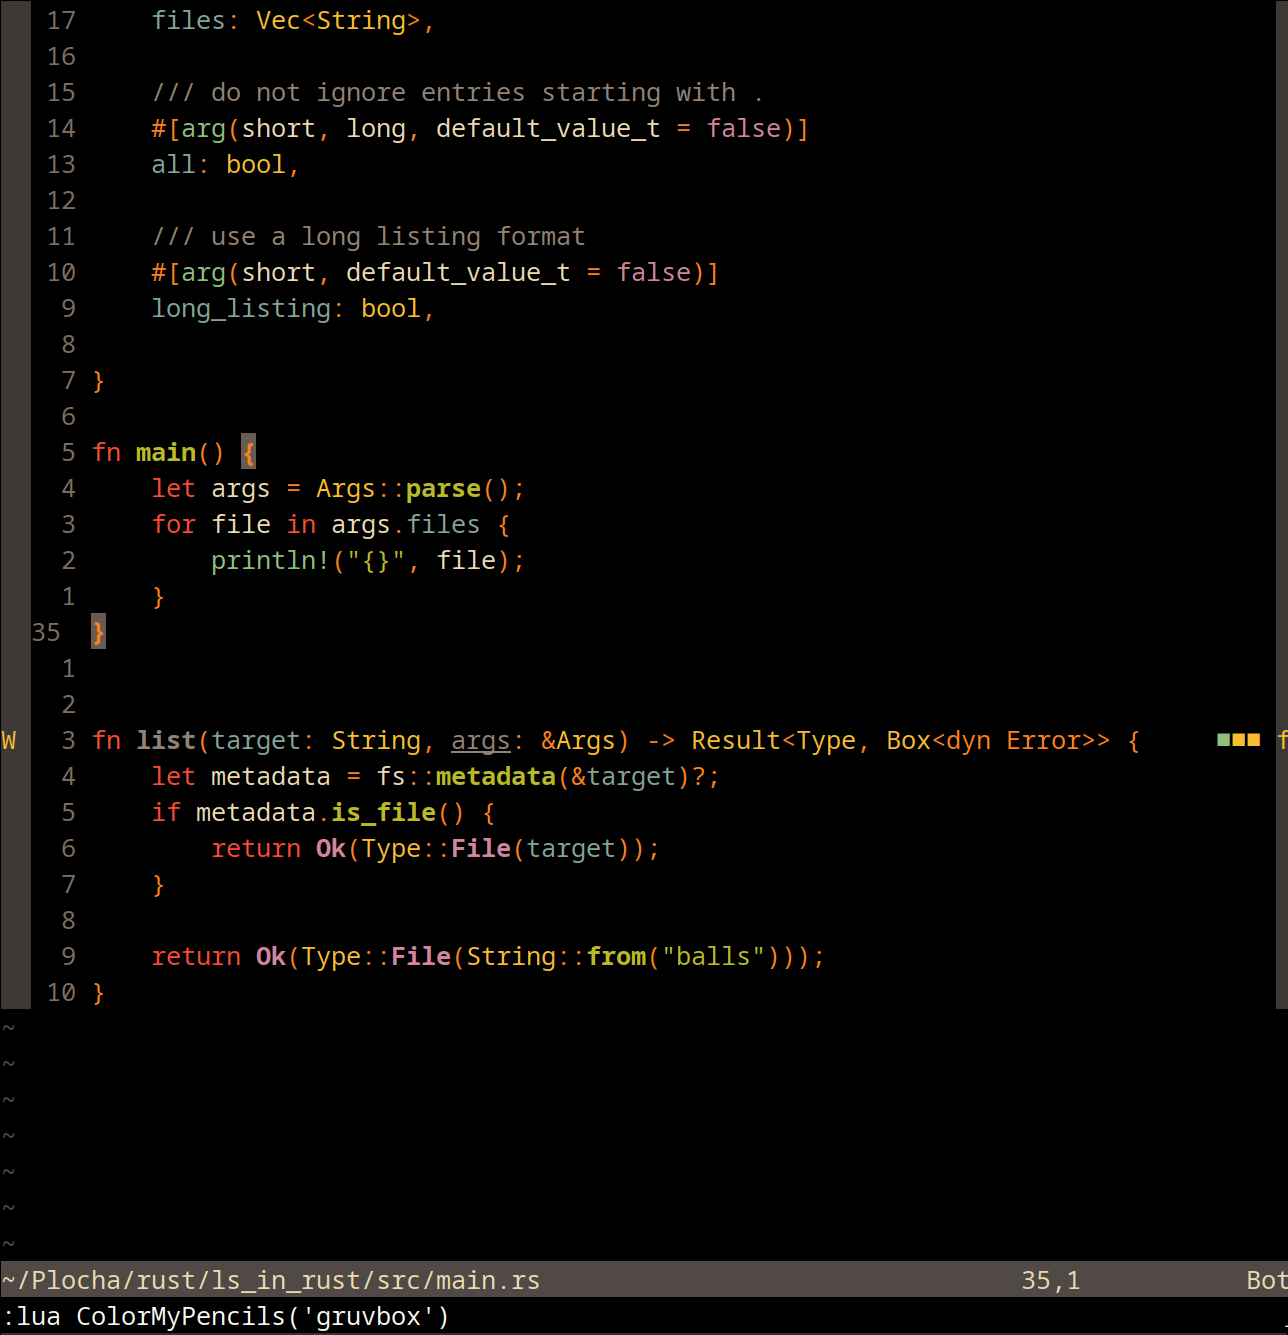 17 files: Vec<String>,
16
15 /// do not ignore entries starting with .
14 #[arg(short, long, default_value_t = false)]
13 all: bool,
12
11 /// use a long listing format
10 #[arg(short, default_value_t = false)]
9 long_listing: bool,
8
7 }
6
5 fn main() {
4 let args = Args::parse();
3 for file in args.files {
2 println!("{}", file);
1 }
35 }
1
2
W 3 fn list(target: String, args: &Args) -> Result<Type, Box<dyn Error>> { ■■■ f
4 let metadata = fs::metadata(&target)?;
5 if metadata.is_file() {
6 return Ok(Type::File(target));
7 }
8
9 return Ok(Type::File(String::from("balls")));
10 }
~
~
~
~
~
~
~
~/Plocha/rust/ls_in_rust/src/main.rs 35,1 Bot
:lua ColorMyPencils('gruvbox')